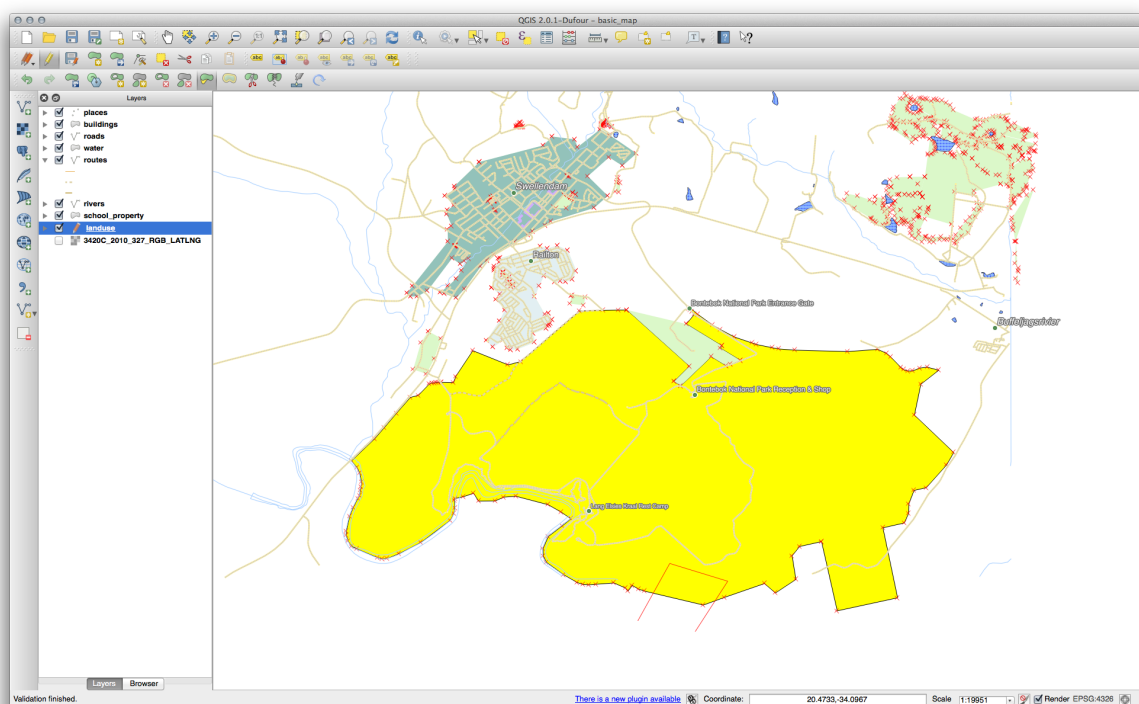 QGIS 2.0.1-Dufour - basic_map
Layers
places
buildings
roads
water
routes
rivers
school_property
landuse
3420C_2010_327_RGB_LATLNG
Swellendam
Railton
Bontebok National Park Entrance Gate
Buffeljagsrivier
Bontebok National Park Reception & Shop
Lang Elsies Kraal Rest Camp
Layers Browser
Validation finished. There is a new plugin available Coordinate: 20.4733,-34.0967 Scale 1:19951 Render EPSG:4326